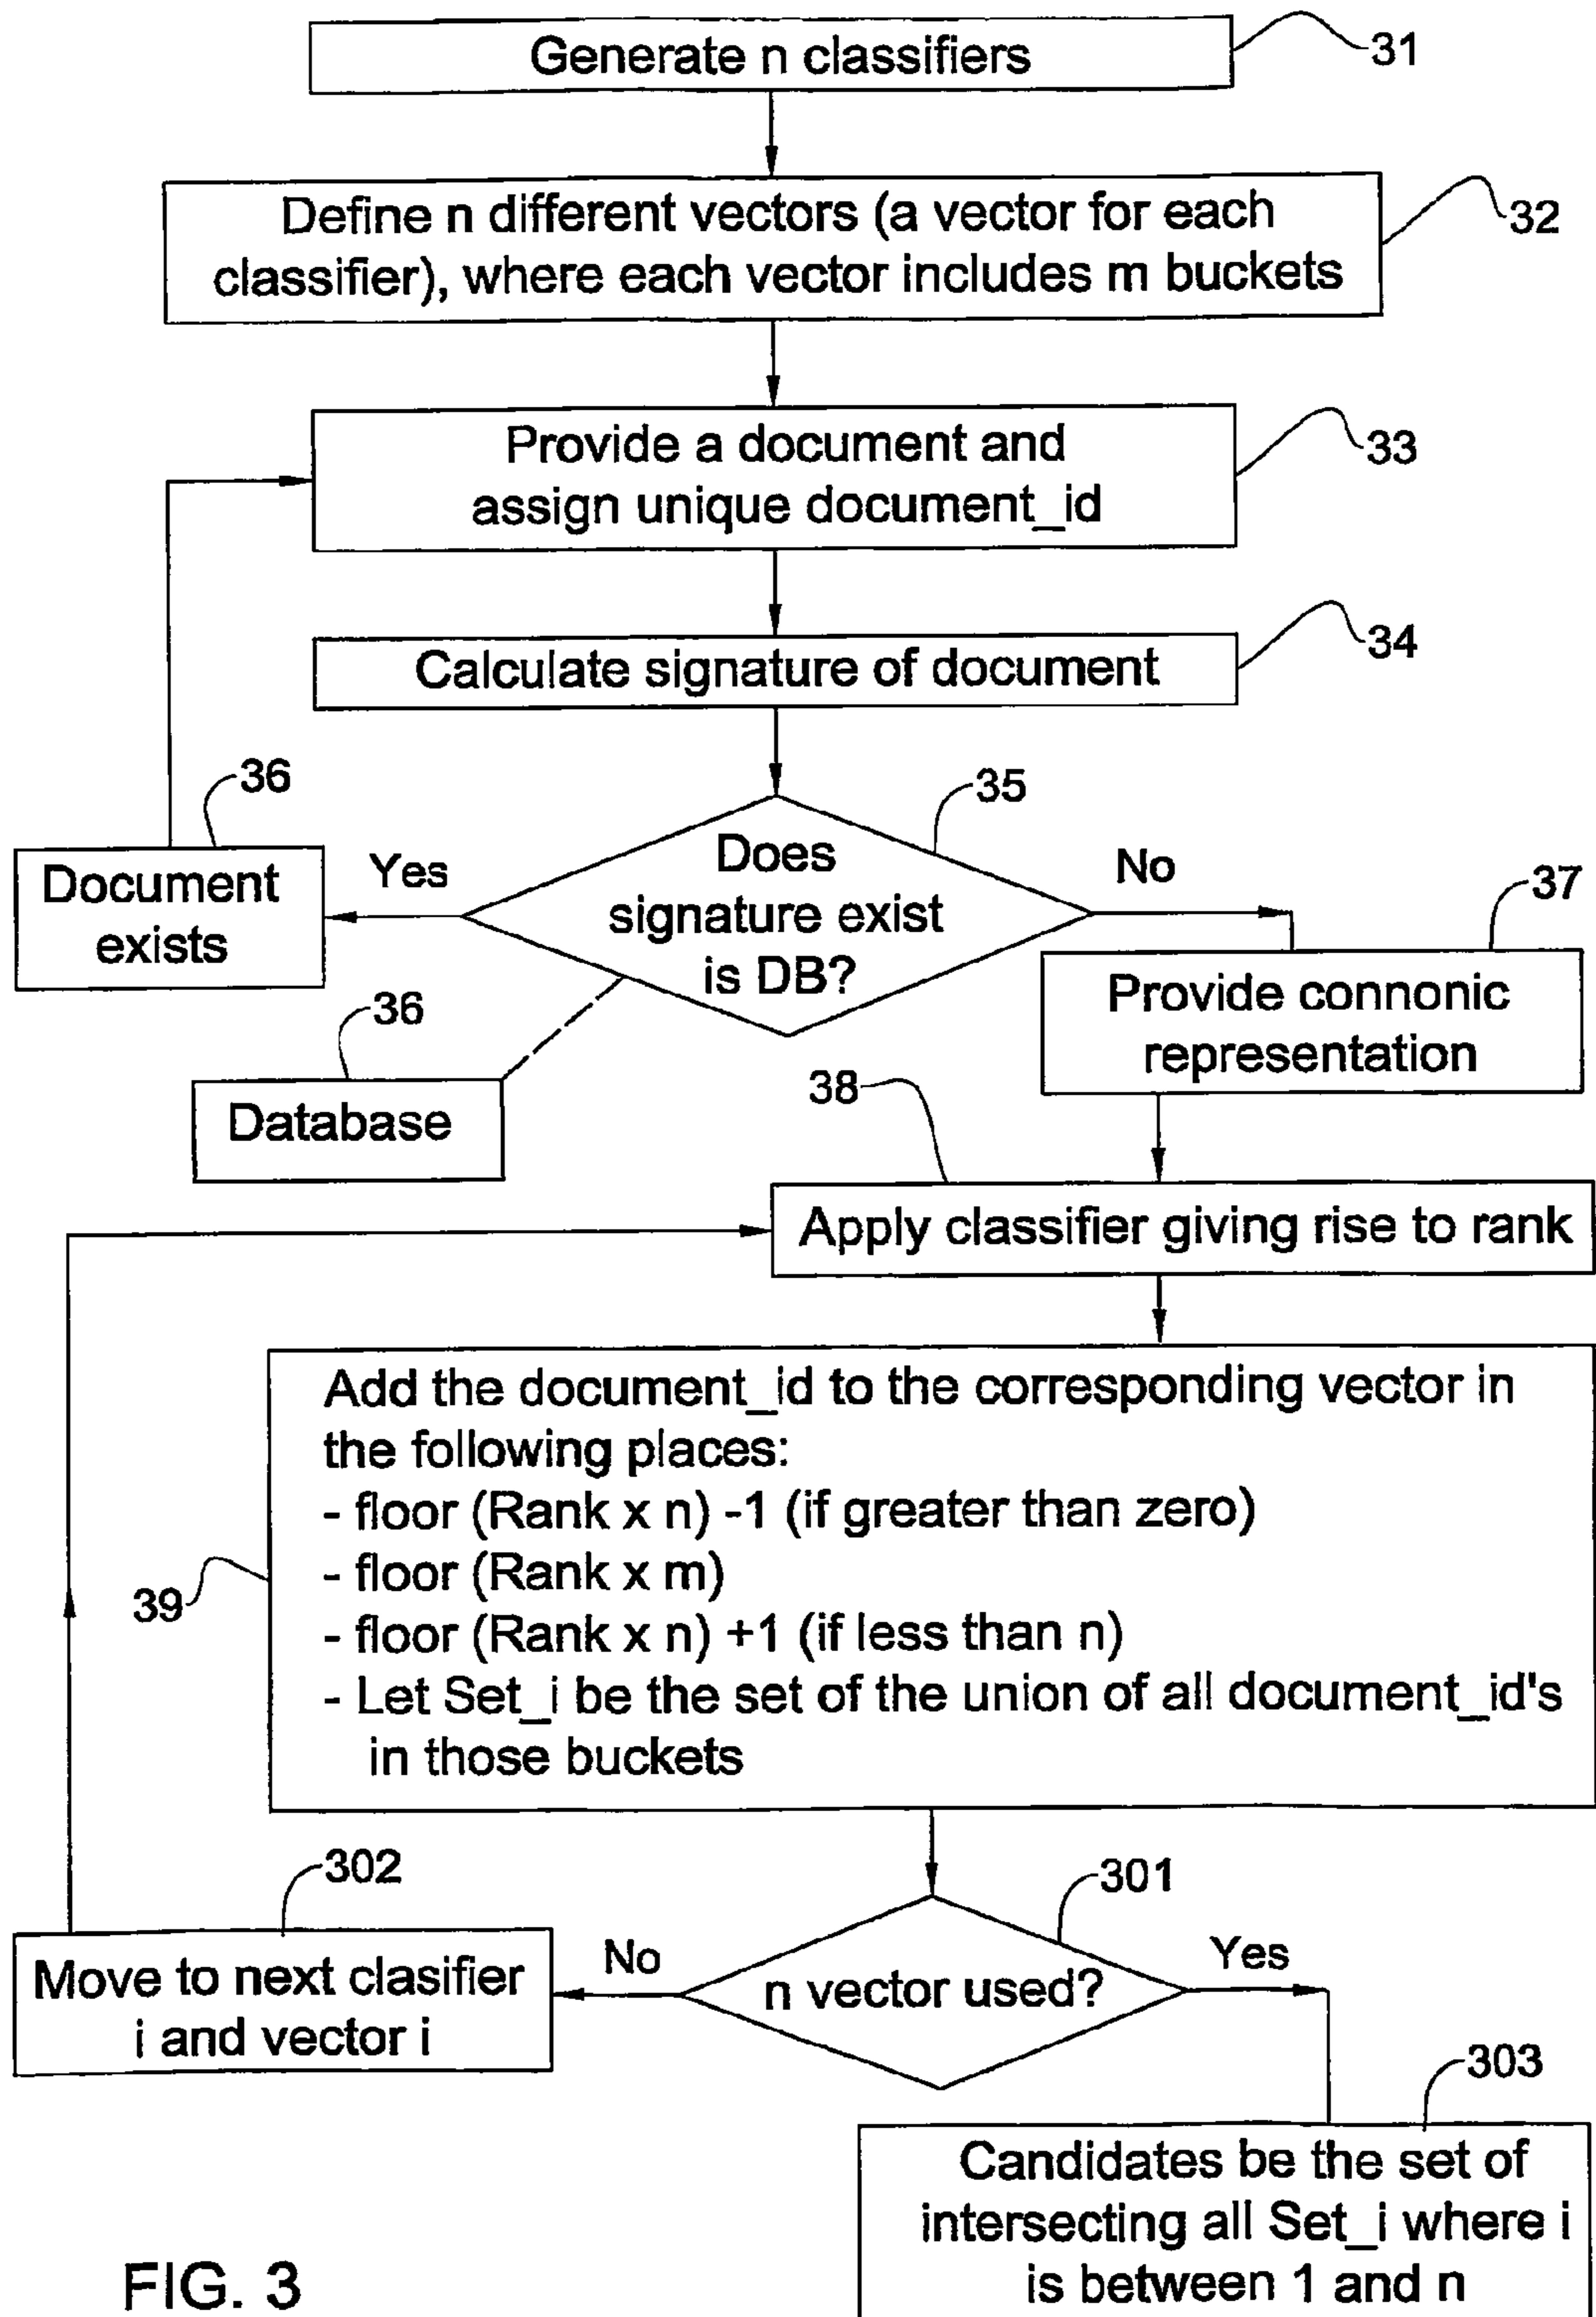 Generate n classifiers
31
Define n different vectors (a vector for each
classifier), where each vector includes m buckets
32
Provide a document and
assign unique document_id
33
Calculate signature of document
34
36
35
Document
exists
Yes
Does
signature exist
is DB?
No
37
Provide connonic
representation
36
Database
38
Apply classifier giving rise to rank
Add the document_id to the corresponding vector in
the following places:
- floor (Rank x n) -1 (if greater than zero)
- floor (Rank x m)
- floor (Rank x n) +1 (if less than n)
- Let Set_i be the set of the union of all document_id's
in those buckets
39
302
301
Move to next clasifier
i and vector i
No
n vector used?
Yes
303
Candidates be the set of
intersecting all Set_i where i
is between 1 and n
FIG. 3